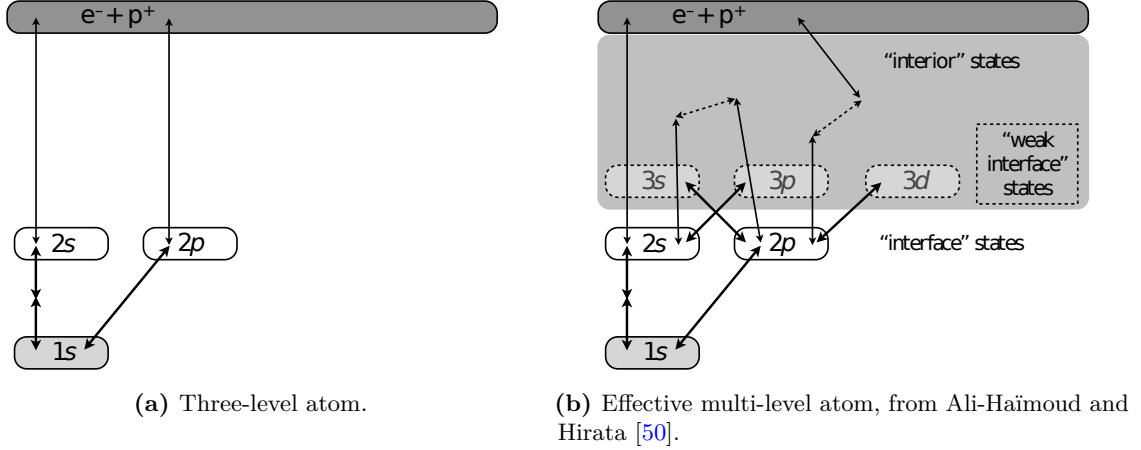 e⁻ + p⁺
2s
2p
1s
(a) Three-level atom.
e⁻ + p⁺
“interior” states
“weak
interface”
states
3s
3p
3d
2s
2p
“interface” states
1s
(b) Effective multi-level atom, from Ali-Haïmoud and
Hirata [50].